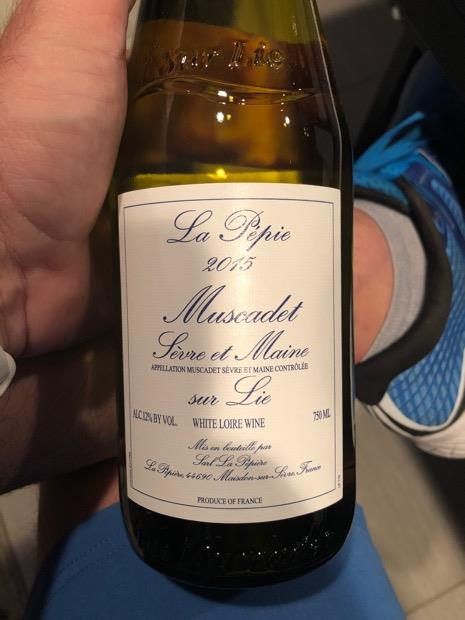 sur Lie
La Pépie
2015
Muscadet
Sèvre et Maine
APPELLATION MUSCADET SÈVRE ET MAINE CONTRÔLÉE
sur Lie
ALC.12% BY VOL. WHITE LOIRE WINE 750 ML
Mis en bouteille par
Sarl La Pépière
La Pépière, 44690 Maisdon-sur-Sèvre, France
PRODUCE OF FRANCE